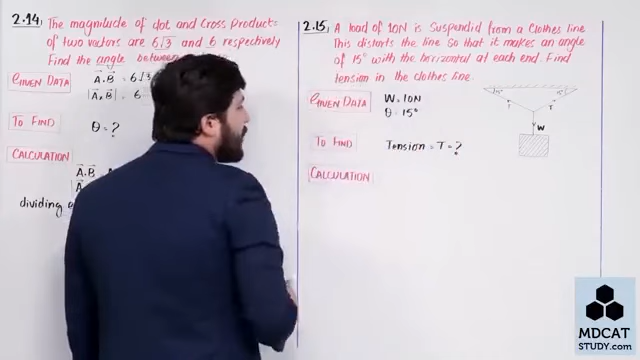 2.14, The magnitude of dot and Cross product
of two vectors are 6√3 and 6 respectively
Find the angle
GIVEN DATA
A.B = 6√3
|A.B| = 6
TO FIND
θ = ?
CALCULATION
A.B
A
dividing
2.15, A load of 10N is Suspended from a Clothes line
This distorts the line So that it makes an angle
of 15° with the horizontal at each end. Find
tension in the clothes line.
GIVEN DATA
W = 10N
θ = 15°
15°
15°
T
T
W
TO FIND
Tension = T = ?
CALCULATION
MDCAT
STUDY.com